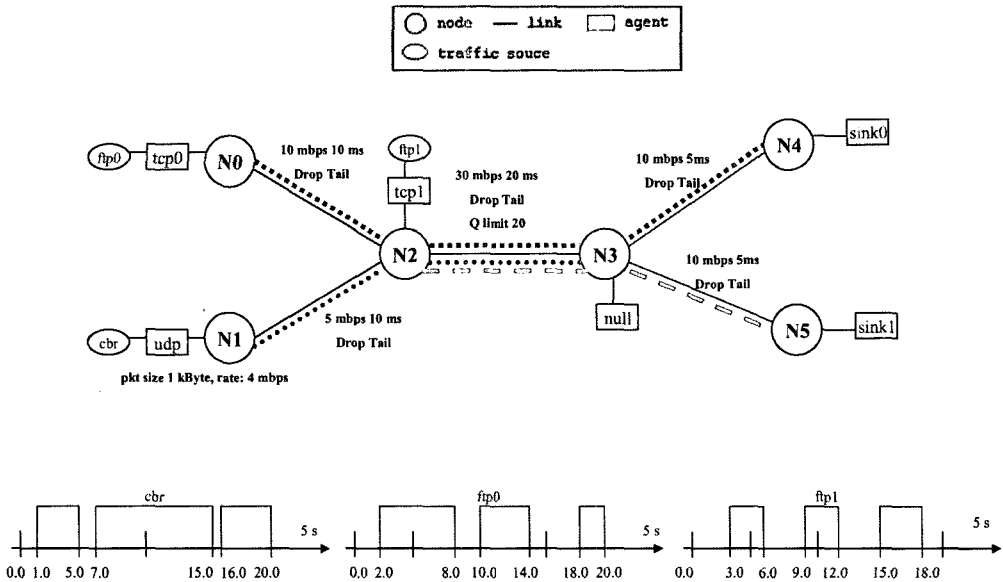 node link agent
traffic souce
ftp0 tcp0 N0
10 mbps 10 ms
Drop Tail
ftp1
tcp1
30 mbps 20 ms
Drop Tail
Q limit 20
10 mbps 5ms
Drop Tail
N4 sink0
N2
N3
10 mbps 5ms
Drop Tail
null
cbr udp N1
5 mbps 10 ms
Drop Tail
N5 sink1
pkt size 1 kByte, rate: 4 mbps
cbr
5 s
0.0 1.0 5.0 7.0 15.0 16.0 20.0
ftp0
5 s
0.0 2.0 8.0 10.0 14.0 18.0 20.0
ftp1
5 s
0.0 3.0 6.0 9.0 12.0 15.0 18.0